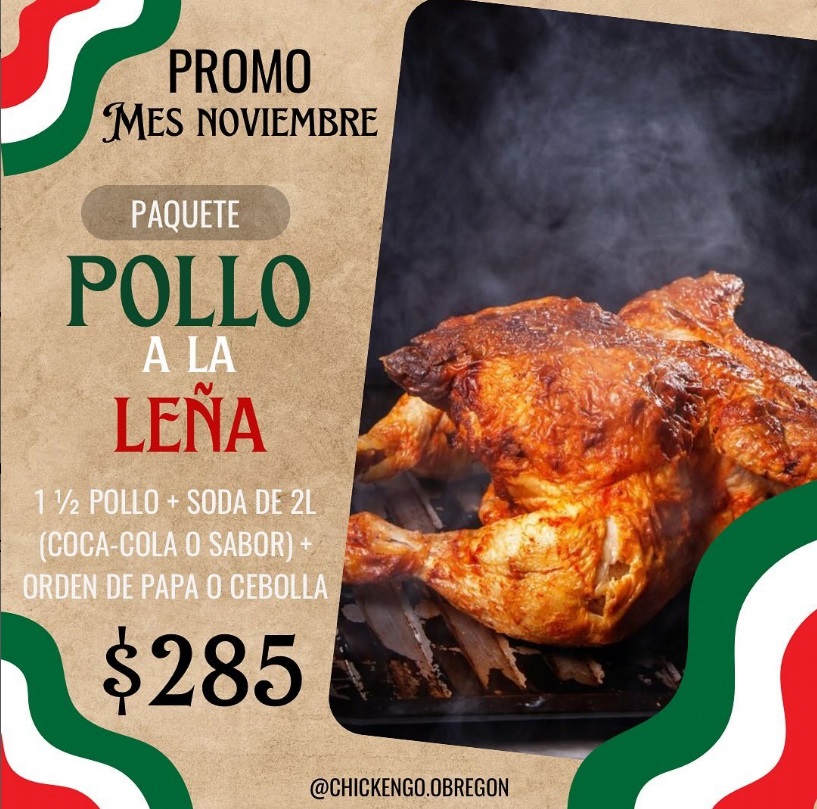 PROMO
MES NOVIEMBRE
PAQUETE
POLLO
A LA
LEÑA
1 ½ POLLO + SODA DE 2L
(COCA-COLA O SABOR) +
ORDEN DE PAPA O CEBOLLA
$285
@CHICKENGO.OBREGON